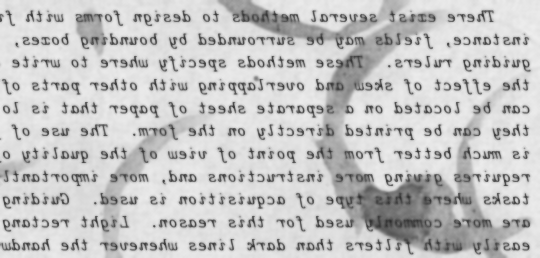 There exist several methods to design forms with f
instance, fields may be surrounded by bounding boxes,
guiding rulers. These methods specify where to write
the effect of skew and overlapping with other parts of
can be located on a separate sheet of paper that is lo
they can be printed directly on the form. The use of
is much better from the point of view of the quality o
requires giving more instructions and, more importantl
tasks where this type of acquisition is used. Guiding
are more commonly used for this reason. Light rectang
easily with filters than dark lines whenever the handw